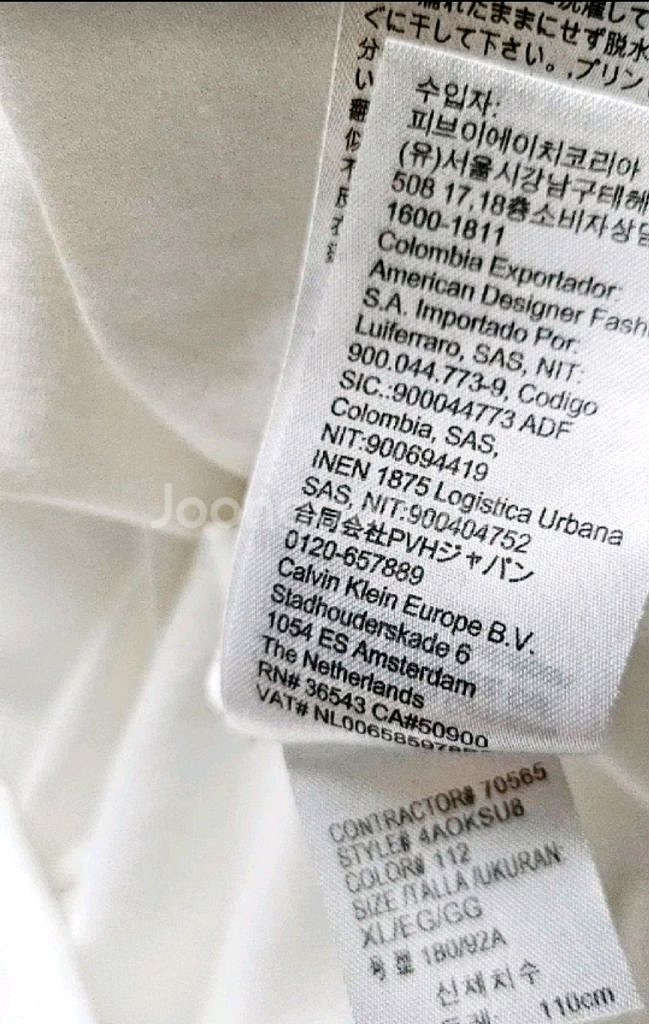 ぐに干して下さい。,プリン
수입자:
피브이에이치코리아
(유)서울시강남구테헤
508 17,18층소비자상담
1600-1811
Colombia Exportador:
American Designer Fash
S.A. Importado Por:
Luiferraro, SAS, NIT:
900.044.773-9, Codigo
SIC.:900044773 ADF
Colombia, SAS,
NIT:900694419
INEN 1875 Logistica Urbana
SAS, NIT:900404752
合同会社PVHジャパン
0120-657889
Calvin Klein Europe B.V.
Stadhouderskade 6
1054 ES Amsterdam
The Netherlands
RN# 36543 CA#50900
VAT#
CONTRACTOR# 70565
STYLE# 4AOKSU8
COLOR# 112
SIZE /TALLA /UKURAN:
XL/EG/GG
号型 180/92A
신체치수
110cm